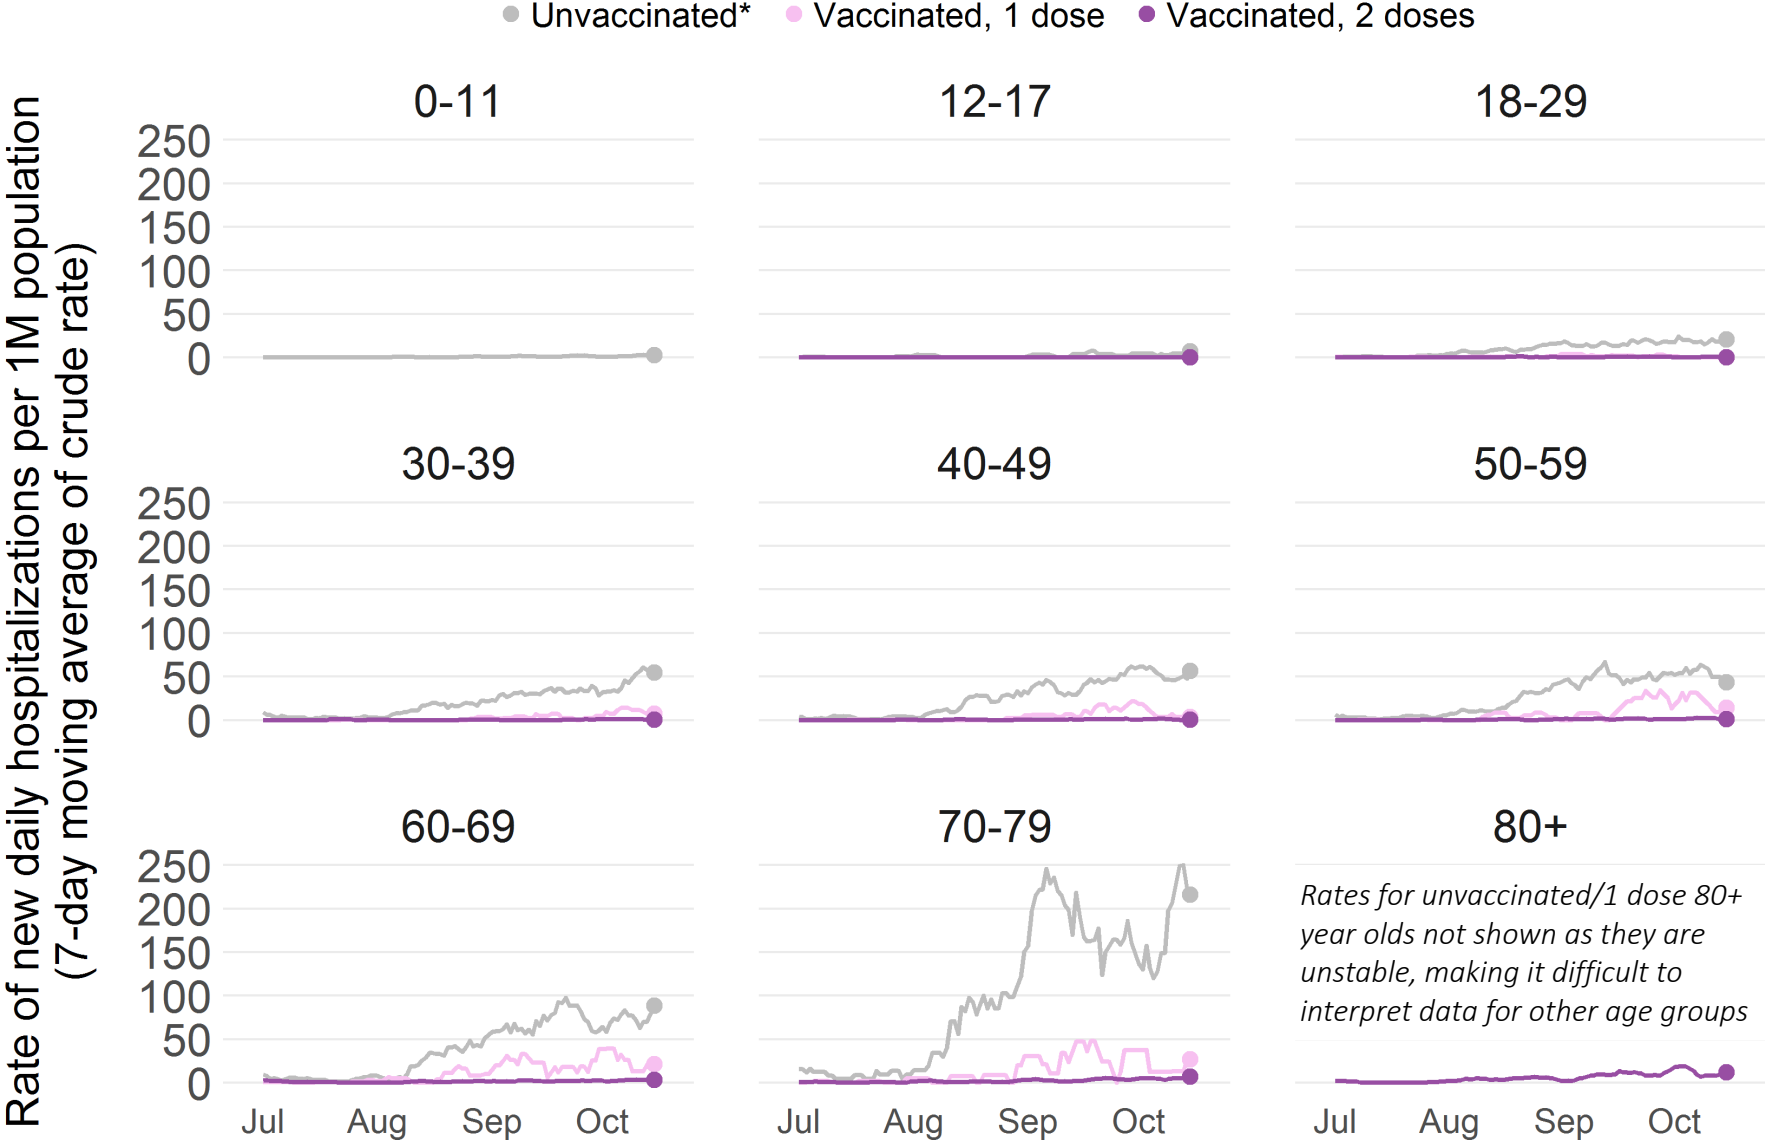 Unvaccinated* Vaccinated, 1 dose Vaccinated, 2 doses
Rate of new daily hospitalizations per 1M population
(7-day moving average of crude rate)
0-11 12-17 18-29
250
200
150
100
50
0
30-39 40-49 50-59
250
200
150
100
50
0
60-69 70-79 80+
250
200
150
100
50
0
Rates for unvaccinated/1 dose 80+
year olds not shown as they are
unstable, making it difficult to
interpret data for other age groups
Jul Aug Sep Oct Jul Aug Sep Oct Jul Aug Sep Oct